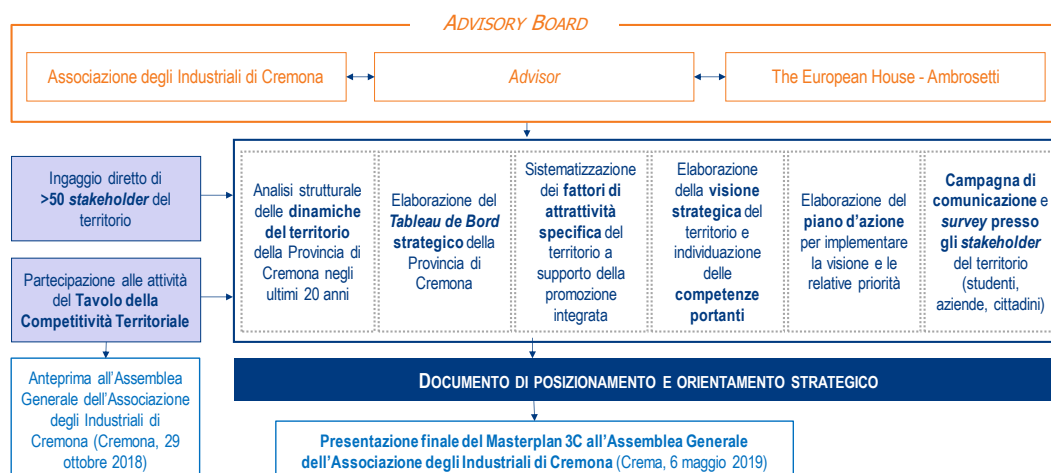 ADVISORY BOARD
Associazione degli Industriali di Cremona
Advisor
The European House - Ambrosetti
Ingaggio diretto di
>50 stakeholder del
territorio
Partecipazione alle attività
del Tavolo della
Competitività Territoriale
Anteprima all'Assemblea
Generale dell'Associazione
degli Industriali di
Cremona (Cremona, 29
ottobre 2018)
Analisi strutturale
delle dinamiche
del territorio
della Provincia di
Cremona negli
ultimi 20 anni
Elaborazione del
Tableau de Bord
strategico della
Provincia di
Cremona
Sistematizzazione
dei fattori di
attrattività
specifica del
territorio a
supporto della
promozione
integrata
Elaborazione
della visione
strategica del
territorio e
individuazione
delle
competenze
portanti
Elaborazione del
piano d'azione
per implementare
la visione e le
relative priorità
Campagna di
comunicazione e
survey presso
gli stakeholder
del territorio
(studenti,
aziende, cittadini)
DOCUMENTO DI POSIZIONAMENTO E ORIENTAMENTO STRATEGICO
Presentazione finale del Masterplan 3C all'Assemblea Generale
dell'Associazione degli Industriali di Cremona (Crema, 6 maggio 2019)